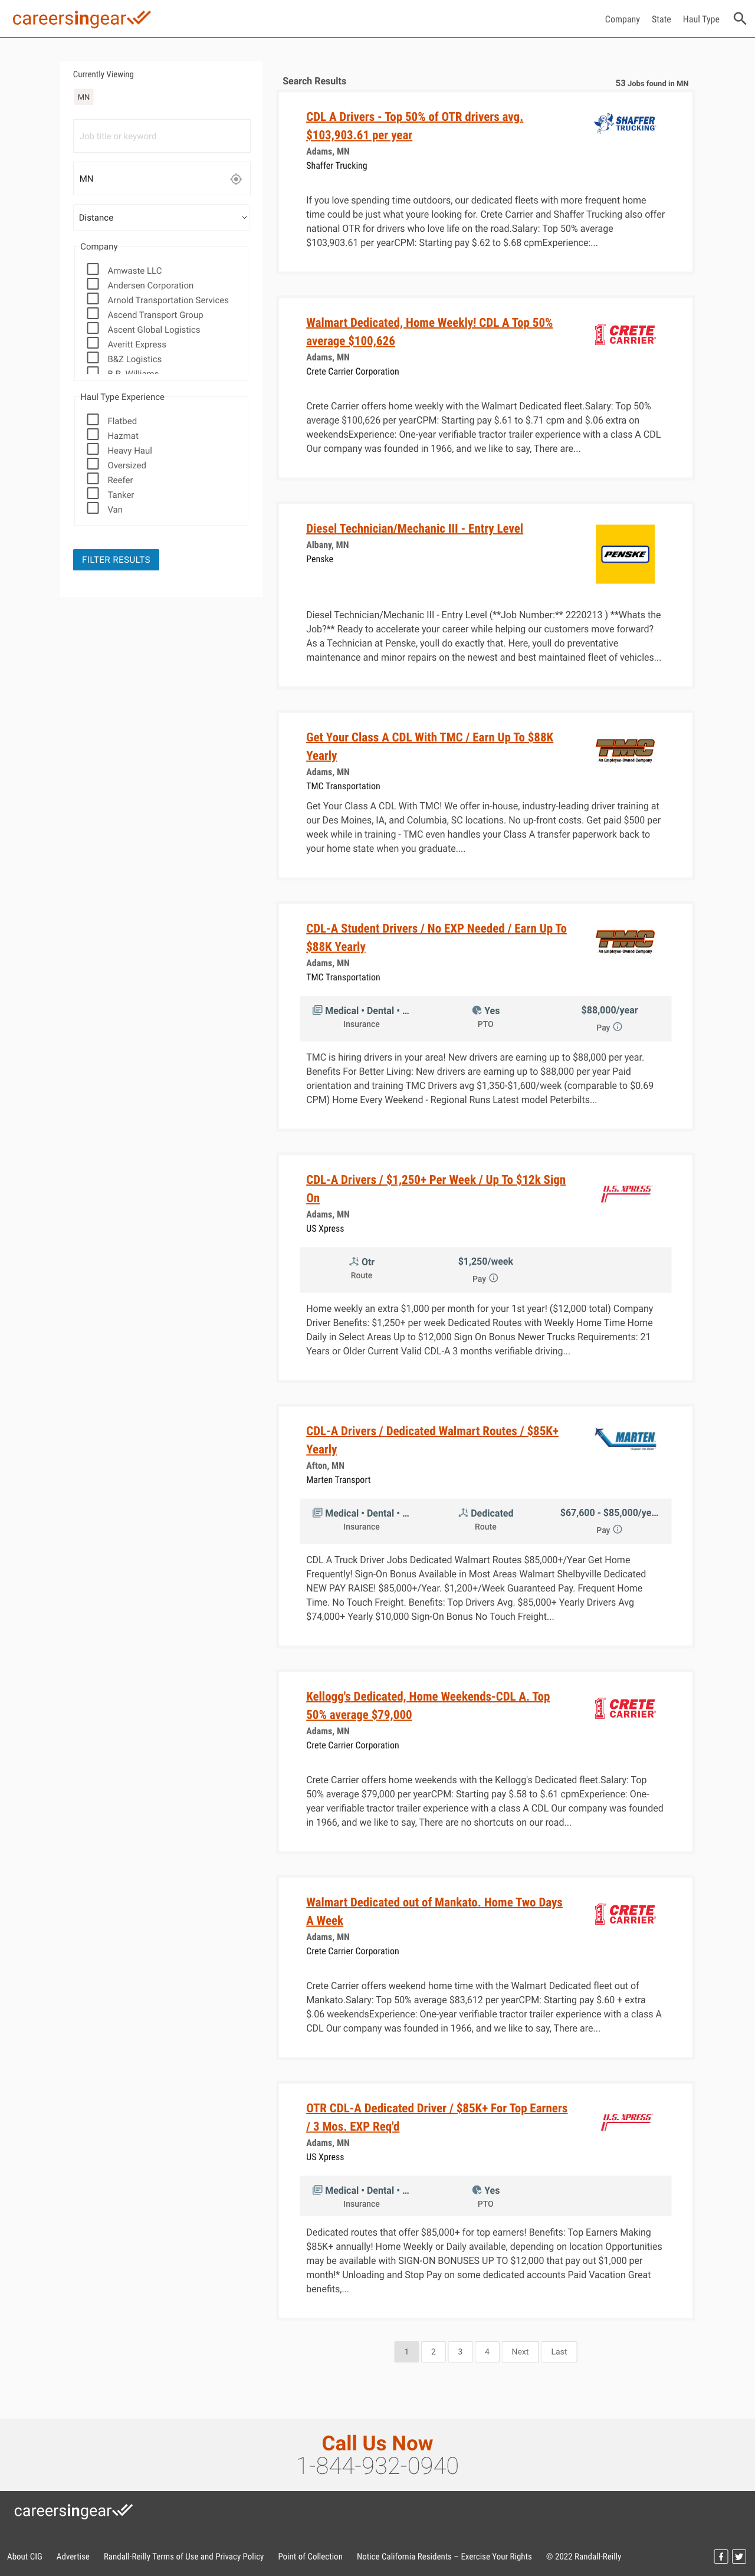 careersingear
Company State Haul Type
Currently Viewing
MN
Job title or keyword
MN
Distance
Company
Amwaste LLC
Andersen Corporation
Arnold Transportation Services
Ascend Transport Group
Ascent Global Logistics
Averitt Express
B&Z Logistics
Haul Type Experience
Flatbed
Hazmat
Heavy Haul
Oversized
Reefer
Tanker
Van
FILTER RESULTS
Search Results
53 Jobs found in MN
CDL A Drivers - Top 50% of OTR drivers avg.
$103,903.61 per year
Adams, MN
Shaffer Trucking
SHAFFER
TRUCKING
If you love spending time outdoors, our dedicated fleets with more frequent home
time could be just what youre looking for. Crete Carrier and Shaffer Trucking also offer
national OTR for drivers who love life on the road.Salary: Top 50% average
$103,903.61 per yearCPM: Starting pay $.62 to $.68 cpmExperience:...
Walmart Dedicated, Home Weekly! CDL A Top 50%
average $100,626
Adams, MN
Crete Carrier Corporation
CRETE
CARRIER
Crete Carrier offers home weekly with the Walmart Dedicated fleet.Salary: Top 50%
average $100,626 per yearCPM: Starting pay $.61 to $.71 cpm and $.06 extra on
weekendsExperience: One-year verifiable tractor trailer experience with a class A CDL
Our company was founded in 1966, and we like to say, There are...
Diesel Technician/Mechanic III - Entry Level
Albany, MN
Penske
PENSKE
Diesel Technician/Mechanic III - Entry Level (**Job Number:** 2220213 ) **Whats the
Job?** Ready to accelerate your career while helping our customers move forward?
As a Technician at Penske, youll do exactly that. Here, youll do preventative
maintenance and minor repairs on the newest and best maintained fleet of vehicles...
Get Your Class A CDL With TMC / Earn Up To $88K
Yearly
Adams, MN
TMC Transportation
TMC
An Employee-Owned Company
Get Your Class A CDL With TMC! We offer in-house, industry-leading driver training at
our Des Moines, IA, and Columbia, SC locations. No up-front costs. Get paid $500 per
week while in training - TMC even handles your Class A transfer paperwork back to
your home state when you graduate....
CDL-A Student Drivers / No EXP Needed / Earn Up To
$88K Yearly
Adams, MN
TMC Transportation
TMC
An Employee-Owned Company
Medical • Dental • ... Yes $88,000/year
Insurance PTO Pay
TMC is hiring drivers in your area! New drivers are earning up to $88,000 per year.
Benefits For Better Living: New drivers are earning up to $88,000 per year Paid
orientation and training TMC Drivers avg $1,350-$1,600/week (comparable to $0.69
CPM) Home Every Weekend - Regional Runs Latest model Peterbilts...
CDL-A Drivers / $1,250+ Per Week / Up To $12k Sign
On
Adams, MN
US Xpress
U.S. XPRESS
Otr $1,250/week
Route Pay
Home weekly an extra $1,000 per month for your 1st year! ($12,000 total) Company
Driver Benefits: $1,250+ per week Dedicated Routes with Weekly Home Time Home
Daily in Select Areas Up to $12,000 Sign On Bonus Newer Trucks Requirements: 21
Years or Older Current Valid CDL-A 3 months verifiable driving...
CDL-A Drivers / Dedicated Walmart Routes / $85K+
Yearly
Afton, MN
Marten Transport
MARTEN
Medical • Dental • ... Dedicated $67,600 - $85,000/ye...
Insurance Route Pay
CDL A Truck Driver Jobs Dedicated Walmart Routes $85,000+/Year Get Home
Frequently! Sign-On Bonus Available in Most Areas Walmart Shelbyville Dedicated
NEW PAY RAISE! $85,000+/Year. $1,200+/Week Guaranteed Pay. Frequent Home
Time. No Touch Freight. Benefits: Top Drivers Avg. $85,000+ Yearly Drivers Avg
$74,000+ Yearly $10,000 Sign-On Bonus No Touch Freight...
Kellogg's Dedicated, Home Weekends-CDL A. Top
50% average $79,000
Adams, MN
Crete Carrier Corporation
CRETE
CARRIER
Crete Carrier offers home weekends with the Kellogg's Dedicated fleet.Salary: Top
50% average $79,000 per yearCPM: Starting pay $.58 to $.61 cpmExperience: One-
year verifiable tractor trailer experience with a class A CDL Our company was founded
in 1966, and we like to say, There are no shortcuts on our road...
Walmart Dedicated out of Mankato. Home Two Days
A Week
Adams, MN
Crete Carrier Corporation
CRETE
CARRIER
Crete Carrier offers weekend home time with the Walmart Dedicated fleet out of
Mankato.Salary: Top 50% average $83,612 per yearCPM: Starting pay $.60 + extra
$.06 weekendsExperience: One-year verifiable tractor trailer experience with a class A
CDL Our company was founded in 1966, and we like to say, There are...
OTR CDL-A Dedicated Driver / $85K+ For Top Earners
/ 3 Mos. EXP Req'd
Adams, MN
US Xpress
U.S. XPRESS
Medical • Dental • ... Yes
Insurance PTO
Dedicated routes that offer $85,000+ for top earners! Benefits: Top Earners Making
$85K+ annually! Home Weekly or Daily available, depending on location Opportunities
may be available with SIGN-ON BONUSES UP TO $12,000 that pay out $1,000 per
month!* Unloading and Stop Pay on some dedicated accounts Paid Vacation Great
benefits,...
1 2 3 4 Next Last
Call Us Now
1-844-932-0940
careersingear
About CIG Advertise Randall-Reilly Terms of Use and Privacy Policy Point of Collection Notice California Residents – Exercise Your Rights © 2022 Randall-Reilly